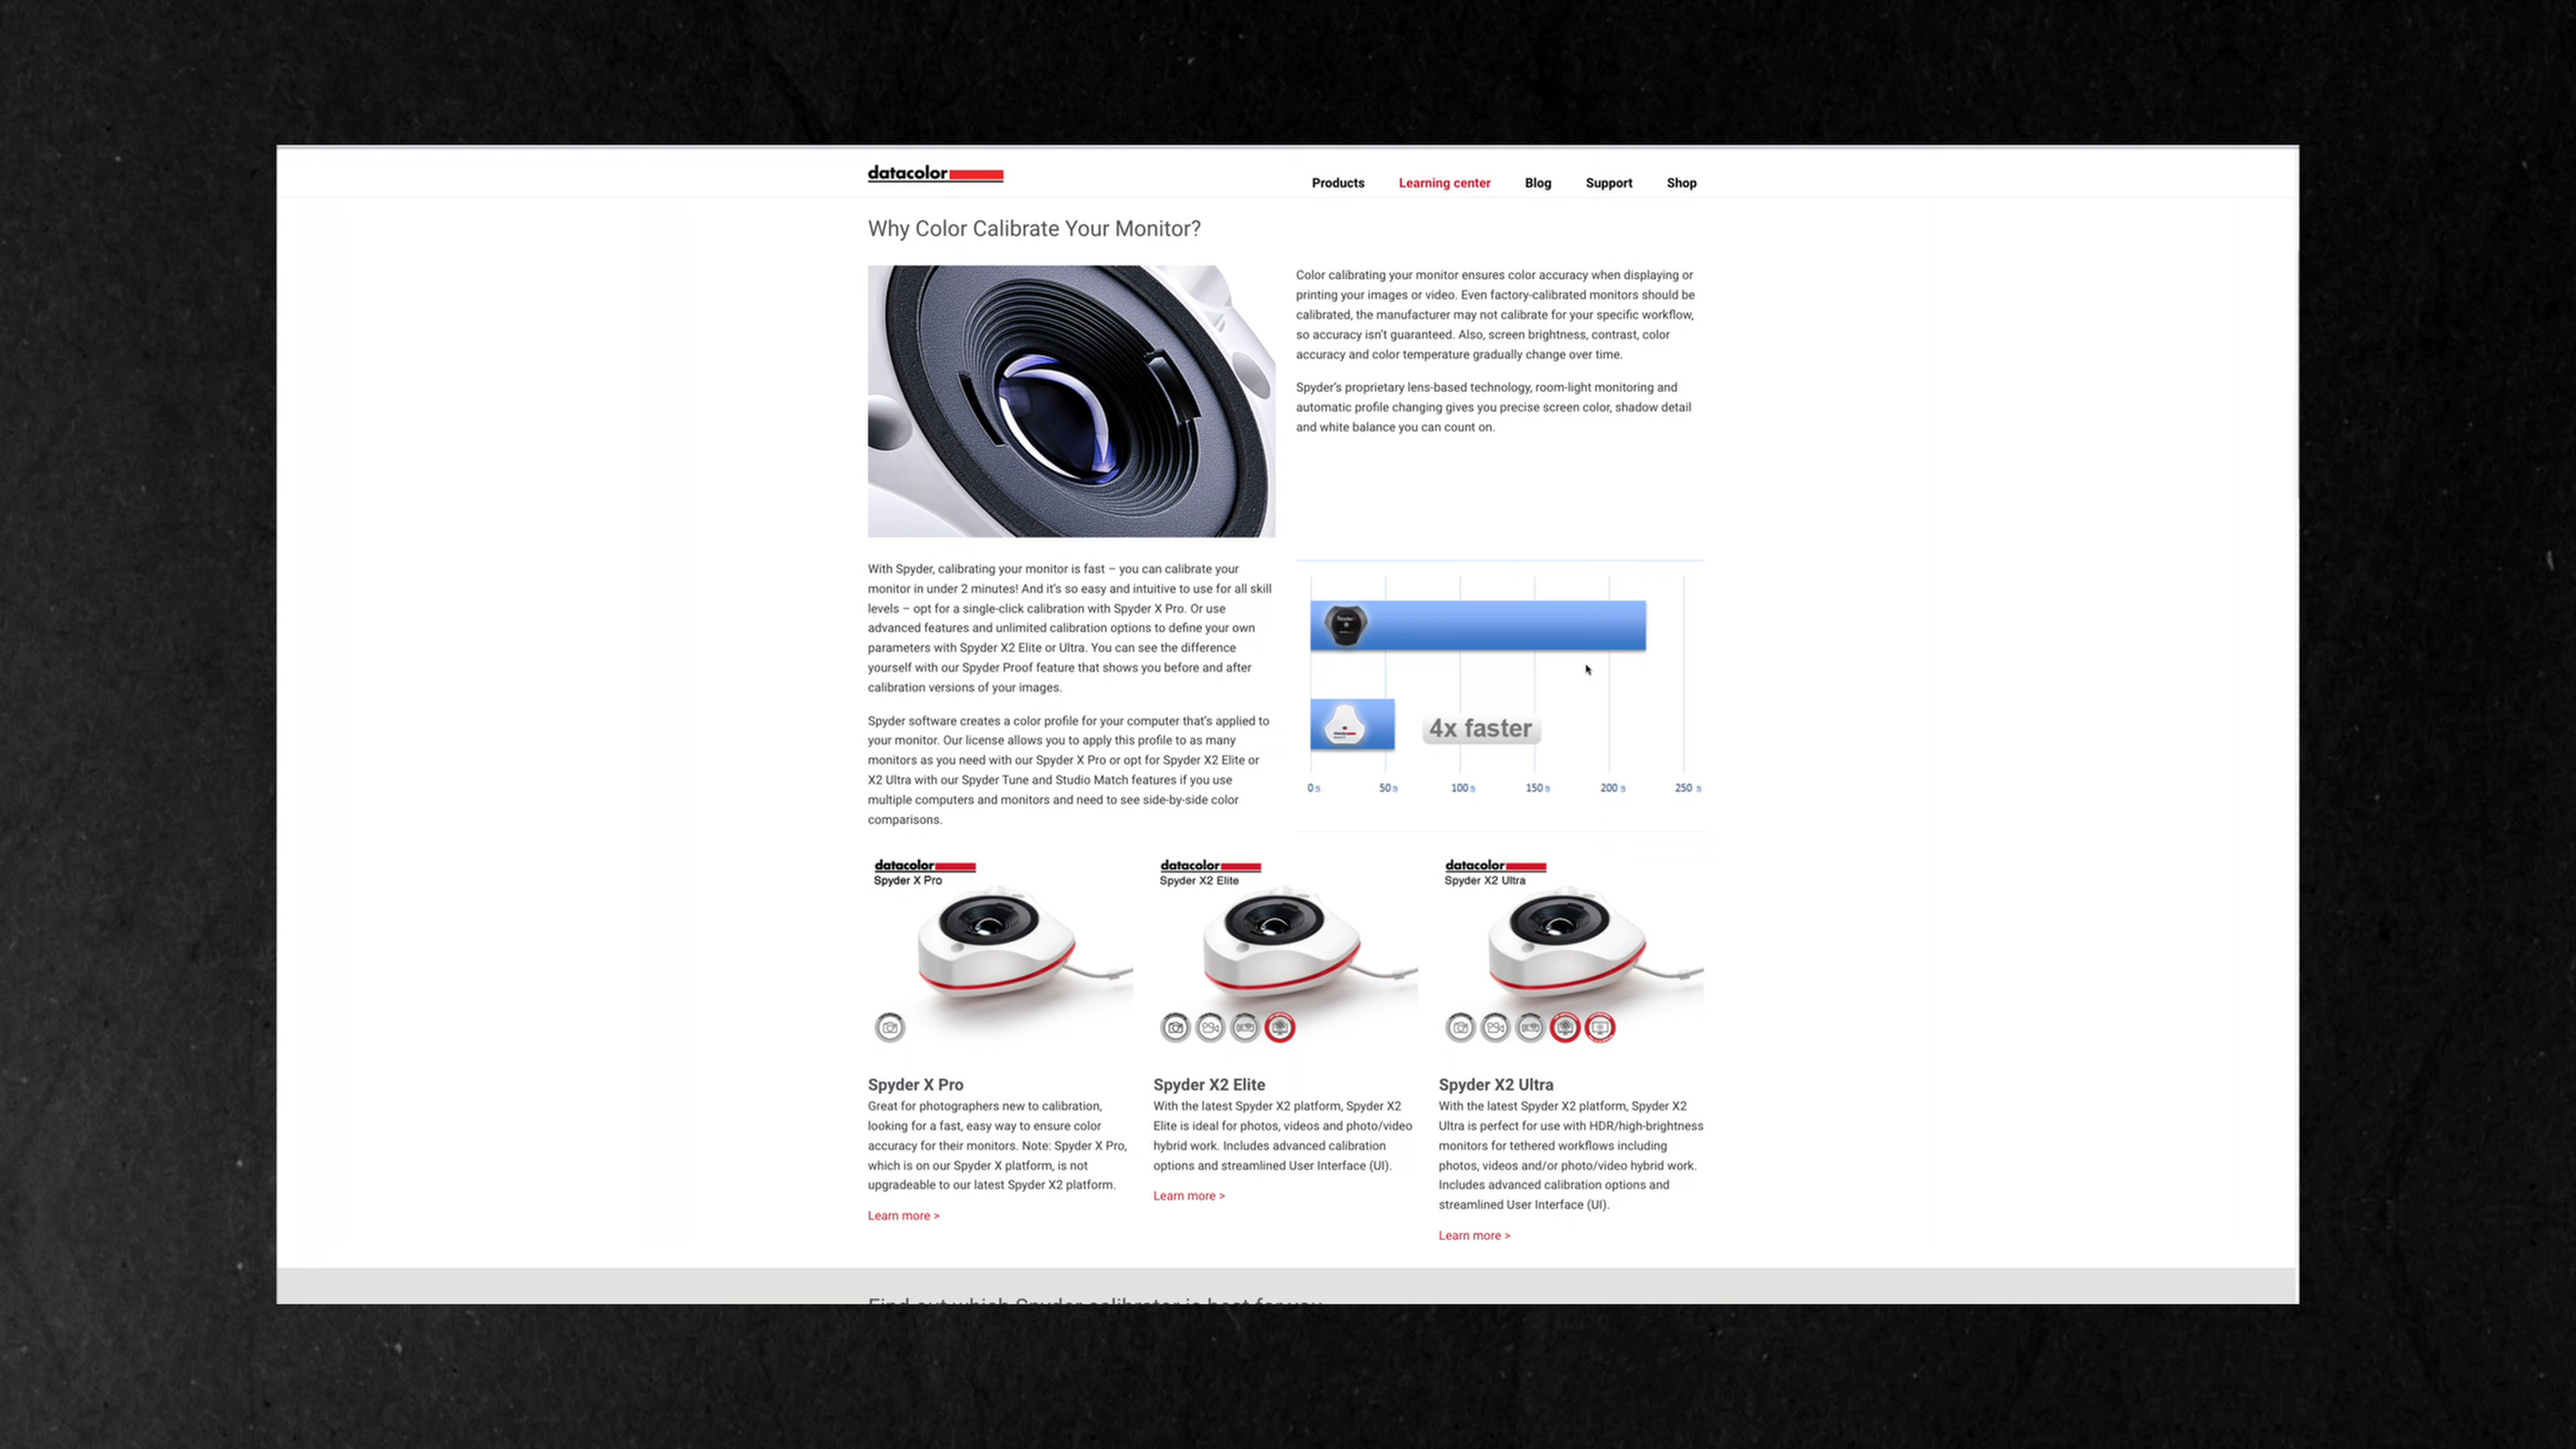 datacolor
Products Learning center Blog Support Shop
Why Color Calibrate Your Monitor?
Color calibrating your monitor ensures color accuracy when displaying or
printing your images or video. Even factory-calibrated monitors should be
calibrated, the manufacturer may not calibrate for your specific workflow,
so accuracy isn't guaranteed. Also, screen brightness, contrast, color
accuracy and color temperature gradually change over time.
Spyder's proprietary lens-based technology, room-light monitoring and
automatic profile changing gives you precise screen color, shadow detail
and white balance you can count on.
With Spyder, calibrating your monitor is fast – you can calibrate your
monitor in under 2 minutes! And it's so easy and intuitive to use for all skill
levels – opt for a single-click calibration with Spyder X Pro. Or use
advanced features and unlimited calibration options to define your own
parameters with Spyder X2 Elite or Ultra. You can see the difference
yourself with our Spyder Proof feature that shows you before and after
calibration versions of your images.
Spyder software creates a color profile for your computer that's applied to
your monitor. Our license allows you to apply this profile to as many
monitors as you need with our Spyder X Pro or opt for Spyder X2 Elite or
X2 Ultra with our Spyder Tune and Studio Match features if you use
multiple computers and monitors and need to see side-by-side color
comparisons.
Spyder
4x faster
0 s 50 s 100 s 150 s 200 s 250 s
datacolor
Spyder X Pro
datacolor
Spyder X2 Elite
datacolor
Spyder X2 Ultra
Spyder X Pro
Great for photographers new to calibration,
looking for a fast, easy way to ensure color
accuracy for their monitors. Note: Spyder X Pro,
which is on our Spyder X platform, is not
upgradeable to our latest Spyder X2 platform.
Learn more >
Spyder X2 Elite
With the latest Spyder X2 platform, Spyder X2
Elite is ideal for photos, videos and photo/video
hybrid work. Includes advanced calibration
options and streamlined User Interface (UI).
Learn more >
Spyder X2 Ultra
With the latest Spyder X2 platform, Spyder X2
Ultra is perfect for use with HDR/high-brightness
monitors for tethered workflows including
photos, videos and/or photo/video hybrid work.
Includes advanced calibration options and
streamlined User Interface (UI).
Learn more >
Find out which Spyder calibrator is best for you